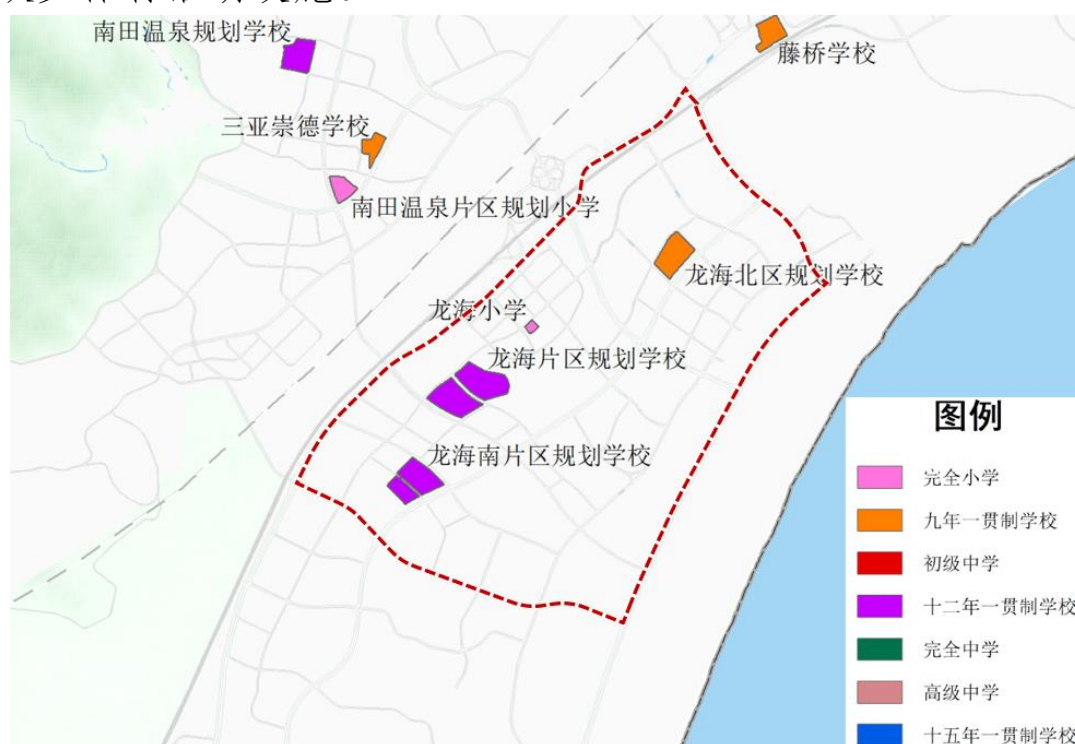 南田温泉规划学校
藤桥学校
三亚崇德学校
南田温泉片区规划小学
龙海北区规划学校
龙海小学
龙海片区规划学校
龙海南片区规划学校
图例
完全小学
九年一贯制学校
初级中学
十二年一贯制学校
完全中学
高级中学
十五年一贯制学校